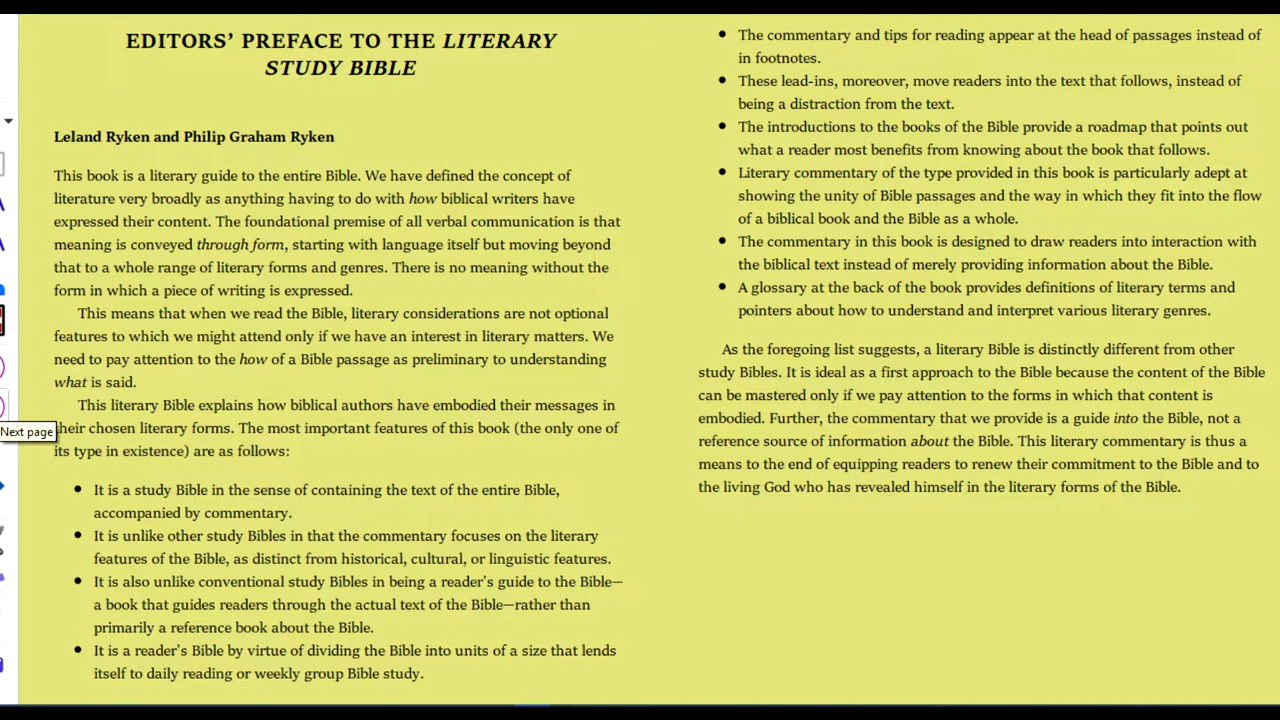 EDITORS’ PREFACE TO THE LITERARY
STUDY BIBLE
Leland Ryken and Philip Graham Ryken
This book is a literary guide to the entire Bible. We have defined the concept of
literature very broadly as anything having to do with how biblical writers have
expressed their content. The foundational premise of all verbal communication is that
meaning is conveyed through form, starting with language itself but moving beyond
that to a whole range of literary forms and genres. There is no meaning without the
form in which a piece of writing is expressed.
This means that when we read the Bible, literary considerations are not optional
features to which we might attend only if we have an interest in literary matters. We
need to pay attention to the how of a Bible passage as preliminary to understanding
what is said.
This literary Bible explains how biblical authors have embodied their messages in
their chosen literary forms. The most important features of this book (the only one of
its type in existence) are as follows:
• It is a study Bible in the sense of containing the text of the entire Bible,
accompanied by commentary.
• It is unlike other study Bibles in that the commentary focuses on the literary
features of the Bible, as distinct from historical, cultural, or linguistic features.
• It is also unlike conventional study Bibles in being a reader’s guide to the Bible—
a book that guides readers through the actual text of the Bible—rather than
primarily a reference book about the Bible.
• It is a reader’s Bible by virtue of dividing the Bible into units of a size that lends
itself to daily reading or weekly group Bible study.
Next page
• The commentary and tips for reading appear at the head of passages instead of
in footnotes.
• These lead-ins, moreover, move readers into the text that follows, instead of
being a distraction from the text.
• The introductions to the books of the Bible provide a roadmap that points out
what a reader most benefits from knowing about the book that follows.
• Literary commentary of the type provided in this book is particularly adept at
showing the unity of Bible passages and the way in which they fit into the flow
of a biblical book and the Bible as a whole.
• The commentary in this book is designed to draw readers into interaction with
the biblical text instead of merely providing information about the Bible.
• A glossary at the back of the book provides definitions of literary terms and
pointers about how to understand and interpret various literary genres.
As the foregoing list suggests, a literary Bible is distinctly different from other
study Bibles. It is ideal as a first approach to the Bible because the content of the Bible
can be mastered only if we pay attention to the forms in which that content is
embodied. Further, the commentary that we provide is a guide into the Bible, not a
reference source of information about the Bible. This literary commentary is thus a
means to the end of equipping readers to renew their commitment to the Bible and to
the living God who has revealed himself in the literary forms of the Bible.